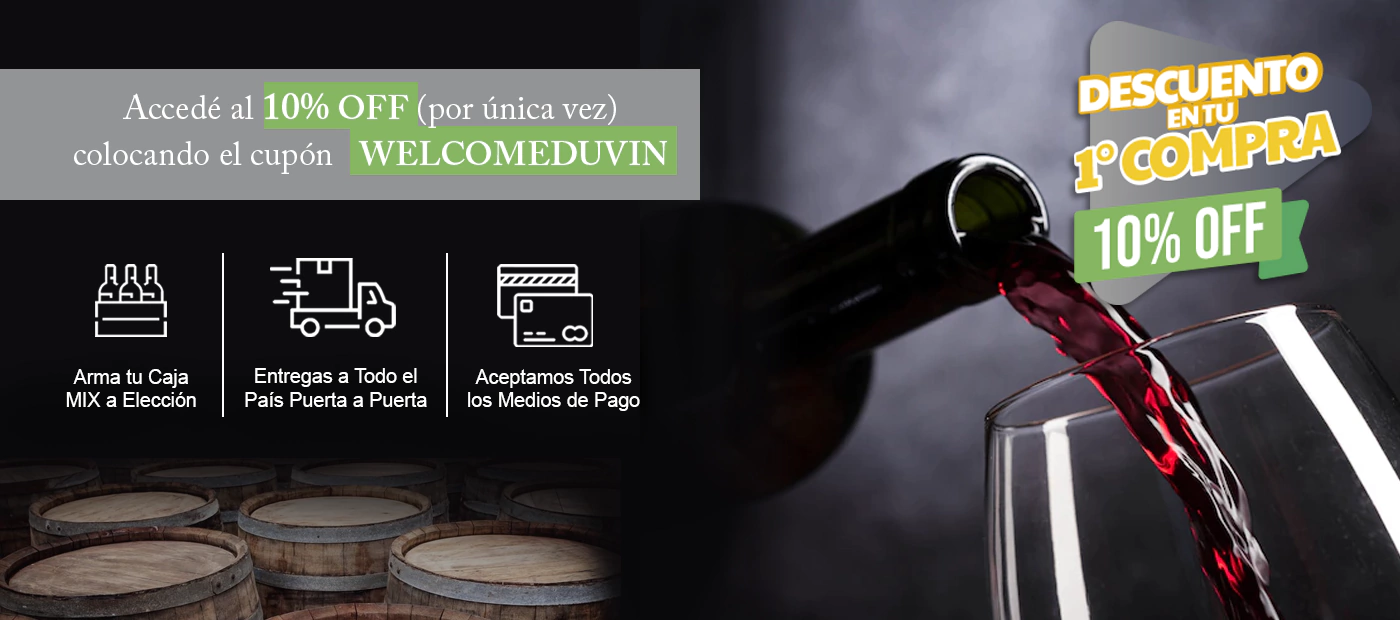 Accedé al 10% OFF (por única vez)
colocando el cupón WELCOMEDUVIN
Arma tu Caja
MIX a Elección
Entregas a Todo el
País Puerta a Puerta
Aceptamos Todos
los Medios de Pago
DESCUENTO
EN TU
1° COMPRA
10% OFF